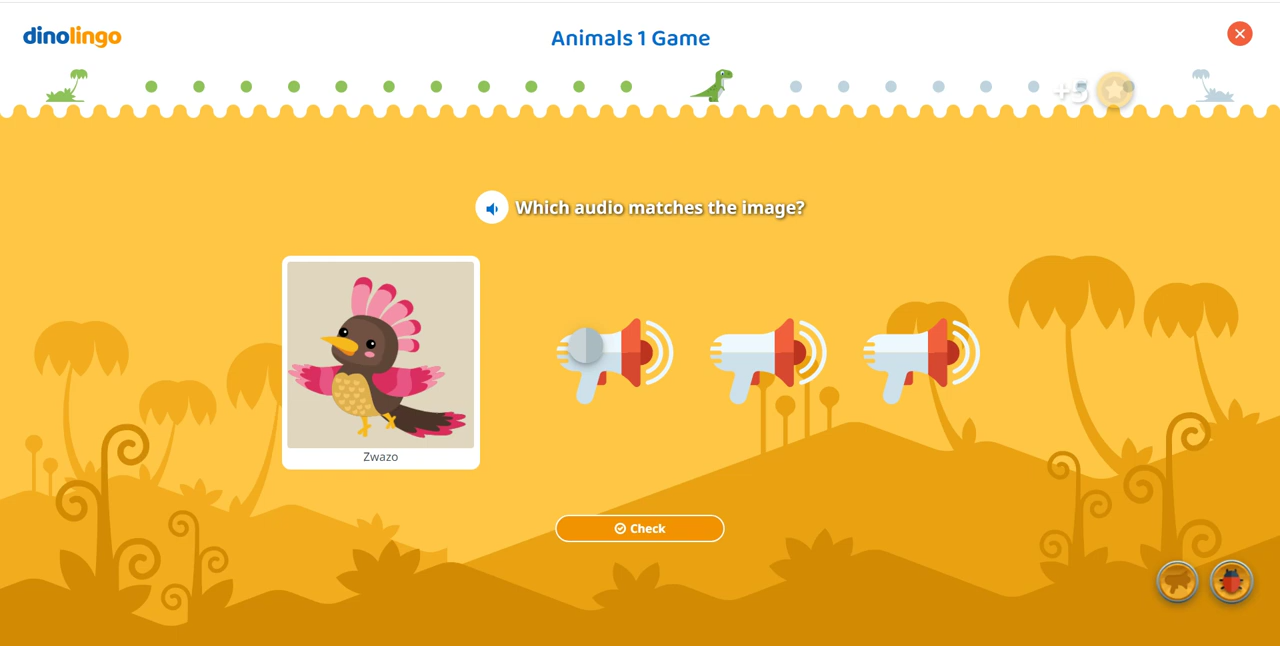 dinolingo
Animals 1 Game
+5
Which audio matches the image?
Zwazo
Check